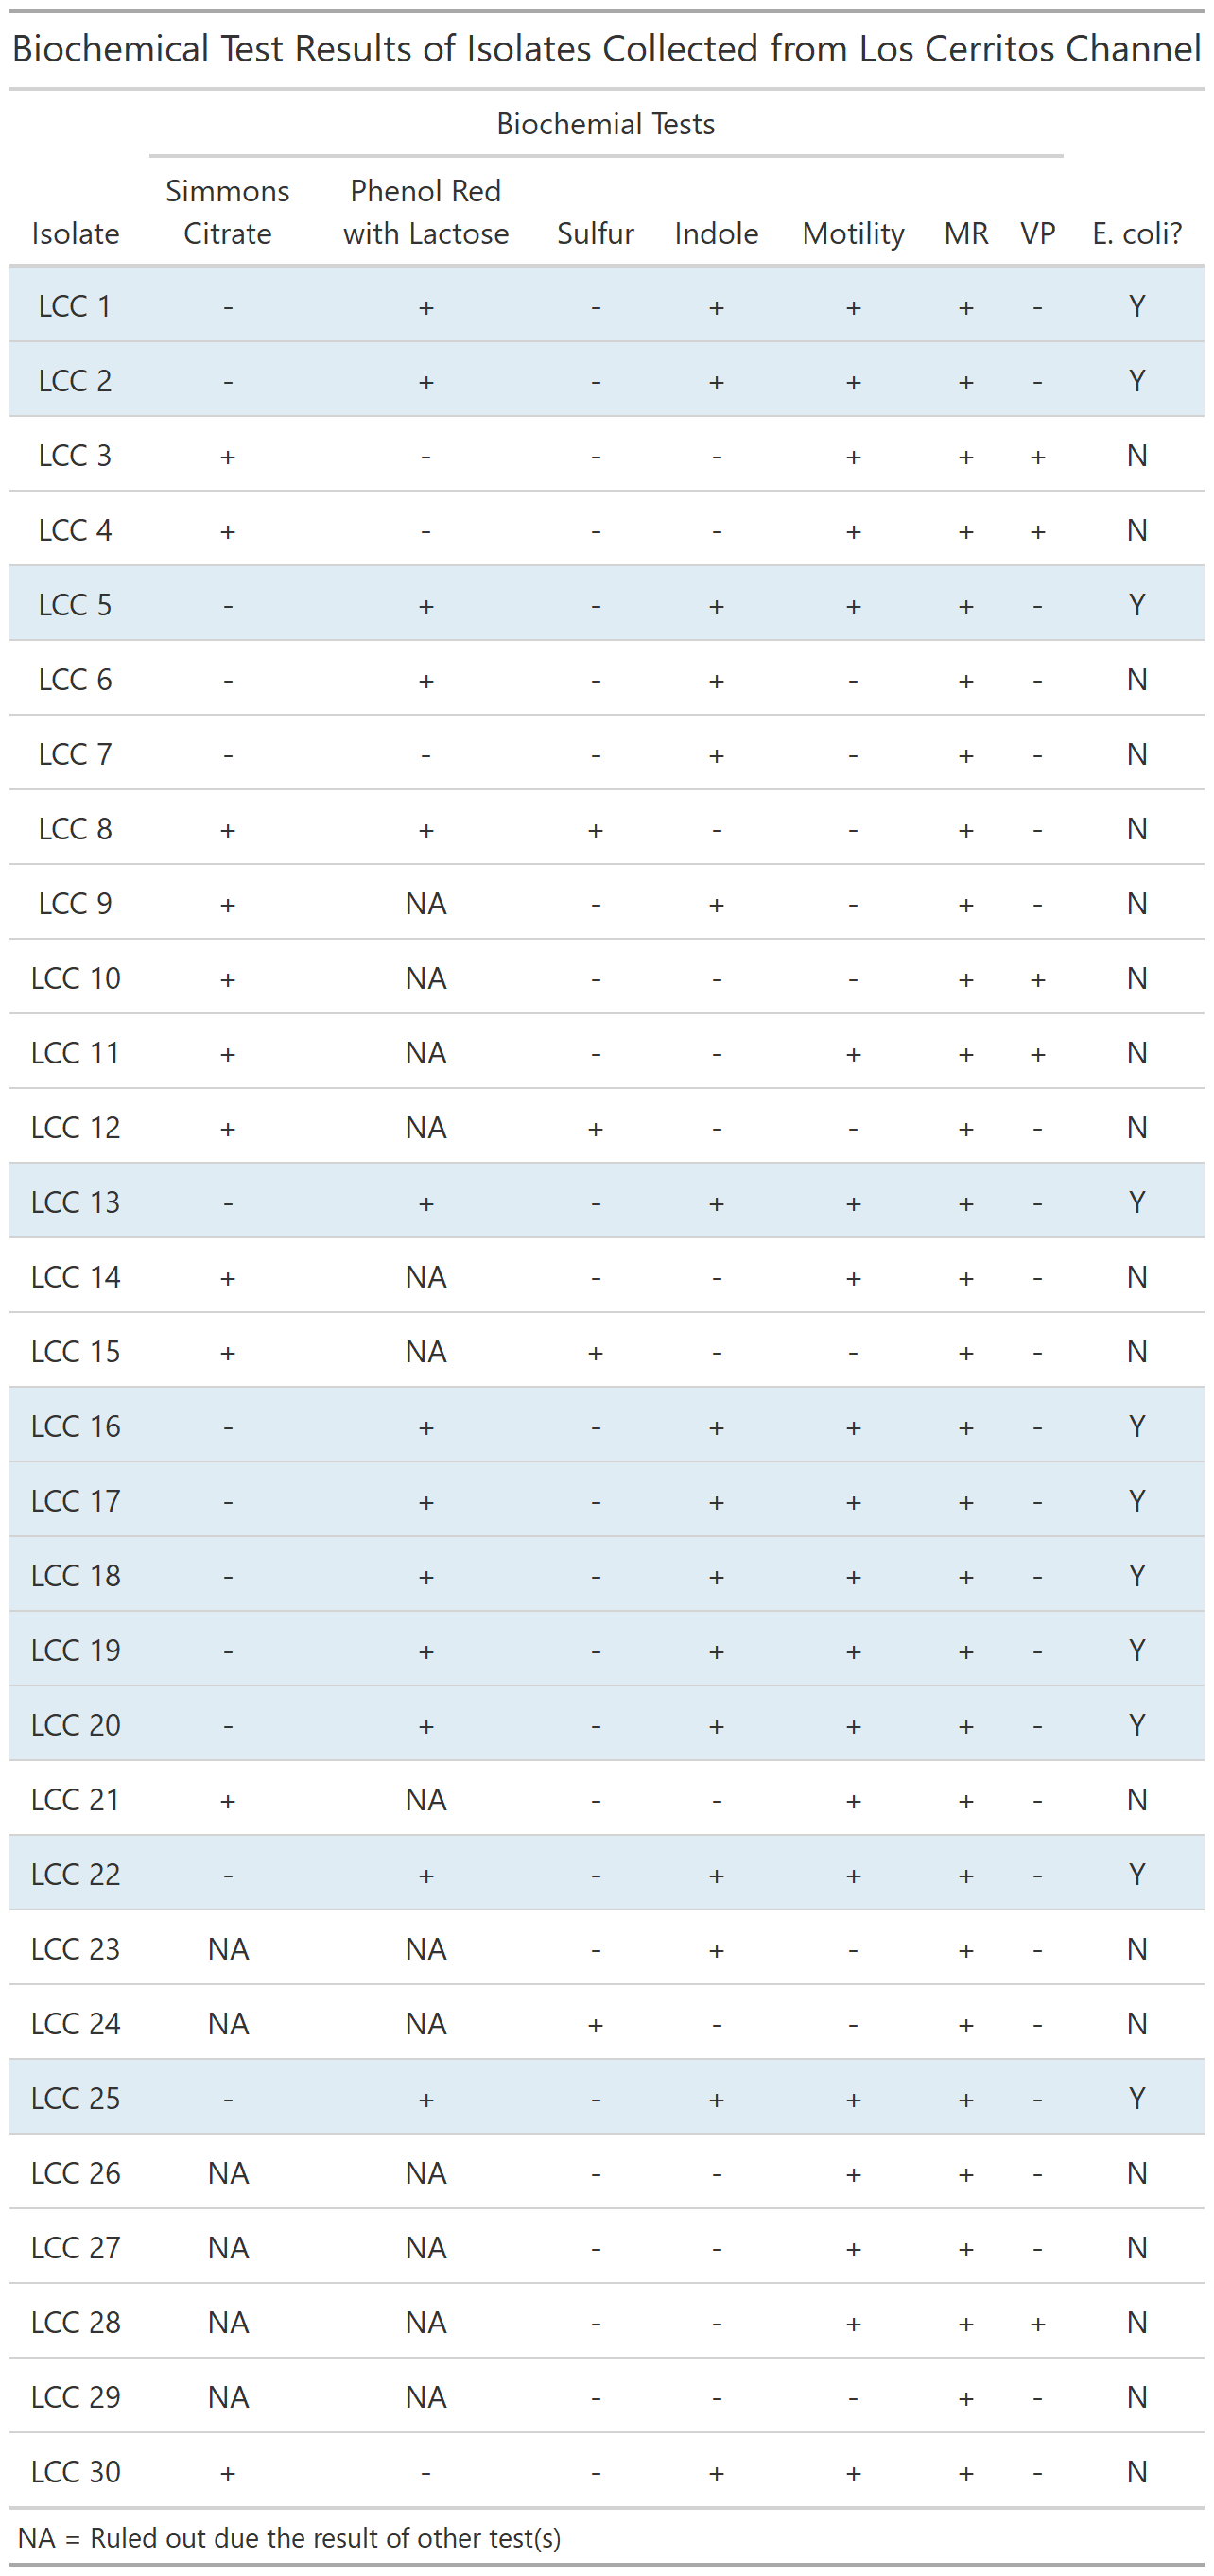 Biochemical Test Results of Isolates Collected from Los Cerritos Channel
Biochemial Tests
Simmons Phenol Red
Isolate Citrate with Lactose Sulfur Indole Motility MR VP E. coli?
LCC 1 - + - + + + - Y
LCC 2 - + - + + + - Y
LCC 3 + - - - + + + N
LCC 4 + - - - + + + N
LCC 5 - + - + + + - Y
LCC 6 - + - + - + - N
LCC 7 - - - + - + - N
LCC 8 + + + - - + - N
LCC 9 + NA - + - + - N
LCC 10 + NA - - - + + N
LCC 11 + NA - - + + + N
LCC 12 + NA + - - + - N
LCC 13 - + - + + + - Y
LCC 14 + NA - - + + - N
LCC 15 + NA + - - + - N
LCC 16 - + - + + + - Y
LCC 17 - + - + + + - Y
LCC 18 - + - + + + - Y
LCC 19 - + - + + + - Y
LCC 20 - + - + + + - Y
LCC 21 + NA - - + + - N
LCC 22 - + - + + + - Y
LCC 23 NA NA - + - + - N
LCC 24 NA NA + - - + - N
LCC 25 - + - + + + - Y
LCC 26 NA NA - - + + - N
LCC 27 NA NA - - + + - N
LCC 28 NA NA - - + + + N
LCC 29 NA NA - - - + - N
LCC 30 + - - + + + - N
NA = Ruled out due the result of other test(s)